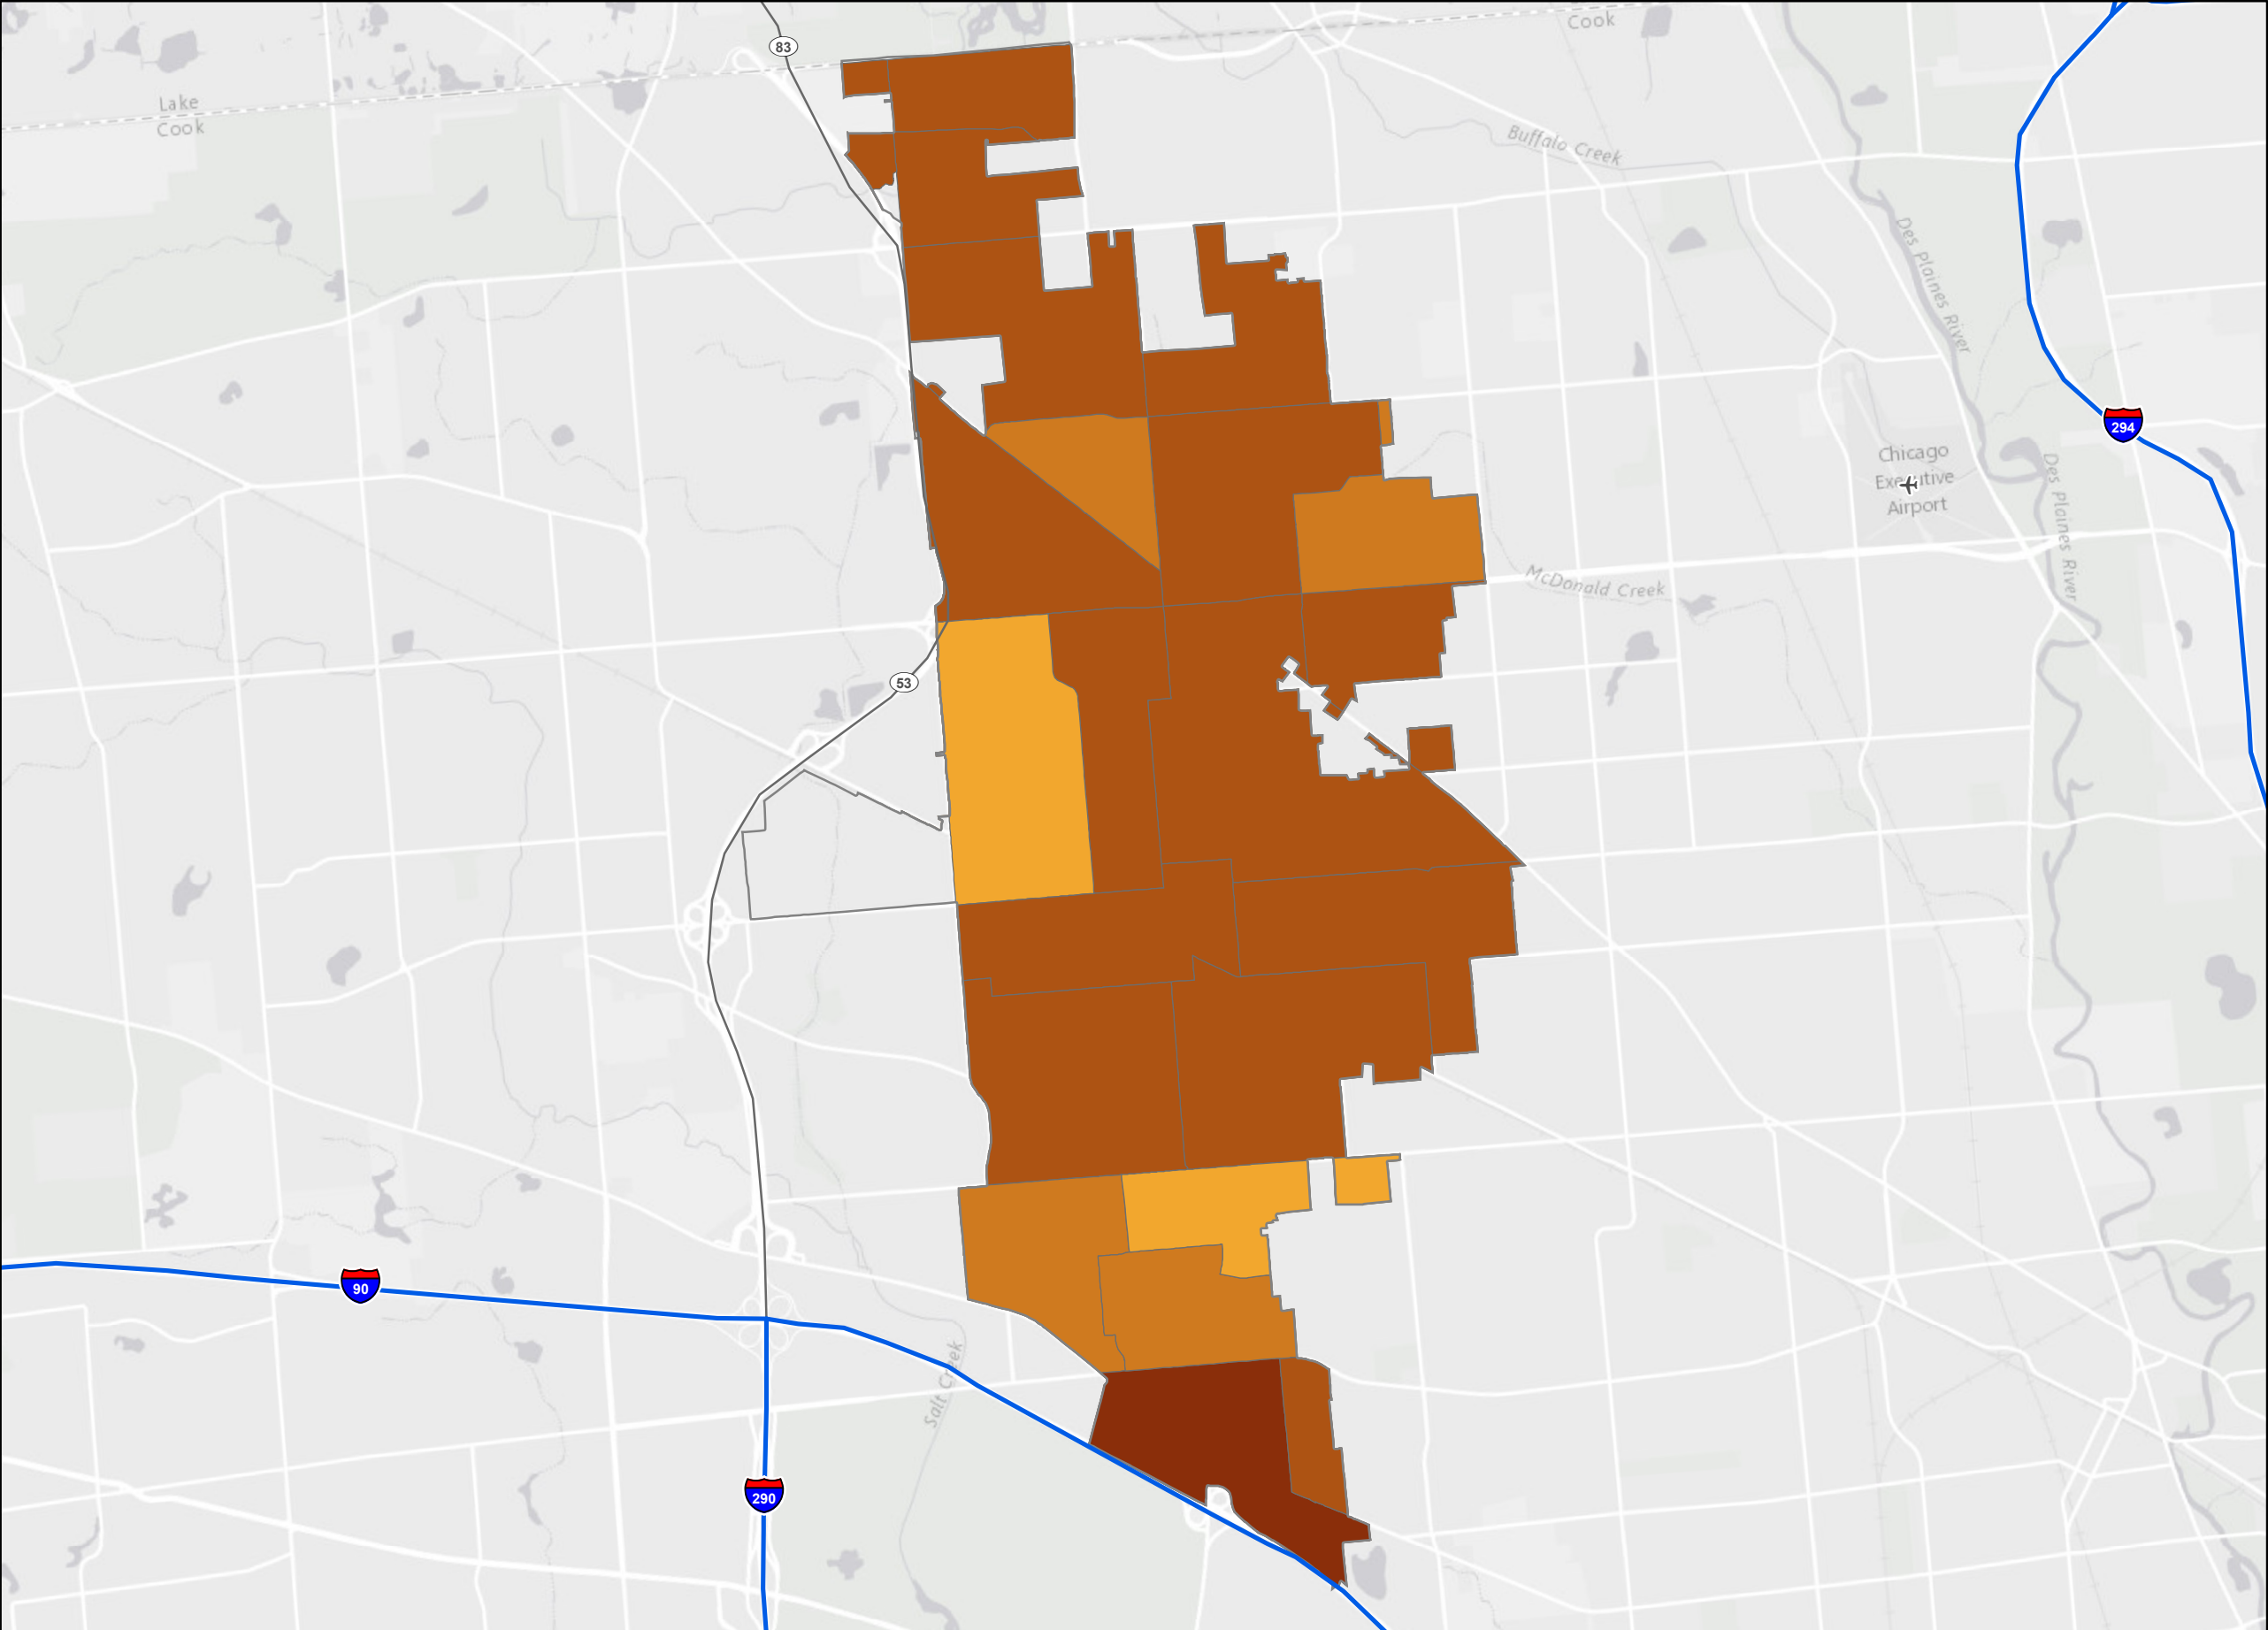 83
Cook
Lake
Cook
Buffalo Creek
Des Plaines River
294
Chicago
Executive
Airport
Des Plaines River
McDonald Creek
53
90
Salt Creek
290